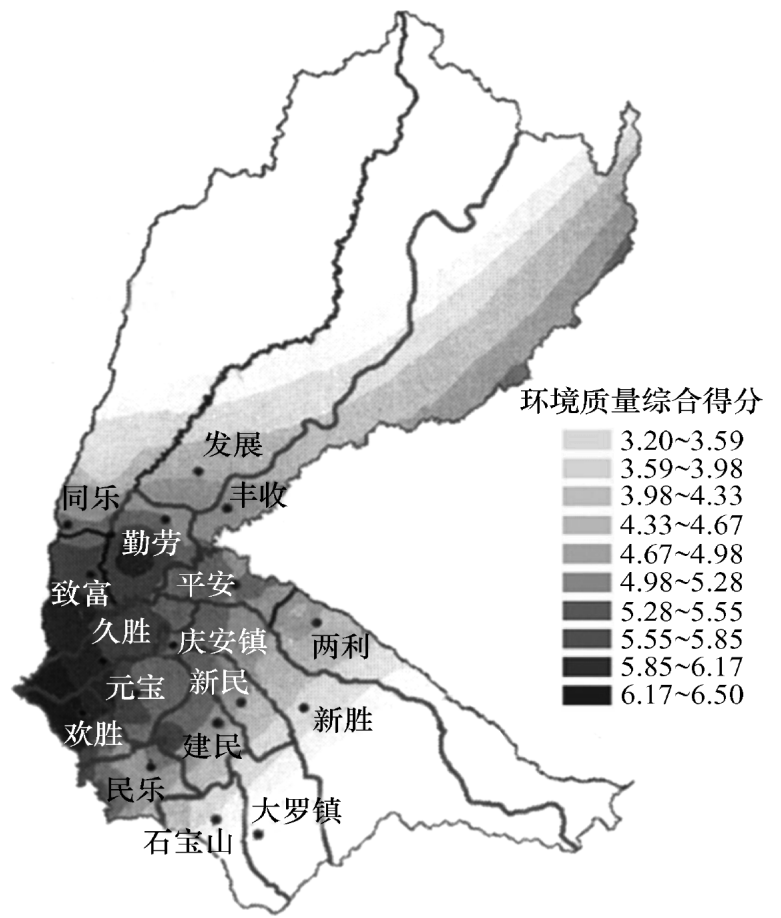 发展
同乐
丰收
勤劳
致富
平安
久胜
庆安镇
两利
元宝
新民
新胜
欢胜
建民
民乐
大罗镇
石宝山
环境质量综合得分
3.20~3.59
3.59~3.98
3.98~4.33
4.33~4.67
4.67~4.98
4.98~5.28
5.28~5.55
5.55~5.85
5.85~6.17
6.17~6.50